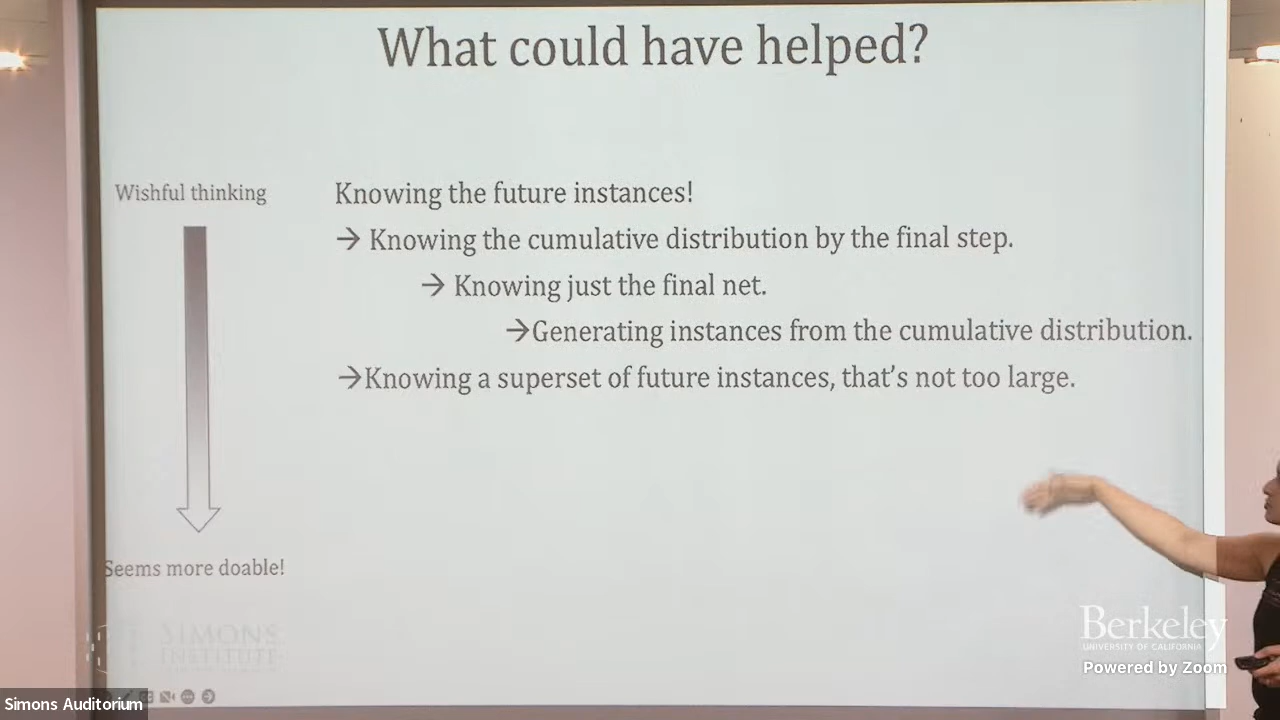 What could have helped?
Wishful thinking
Knowing the future instances!
→ Knowing the cumulative distribution by the final step.
→ Knowing just the final net.
→Generating instances from the cumulative distribution.
→Knowing a superset of future instances, that's not too large.
Seems more doable!
SIMONS
INSTITUTE
Berkeley
UNIVERSITY OF CALIFORNIA
Powered by Zoom
Simons Auditorium